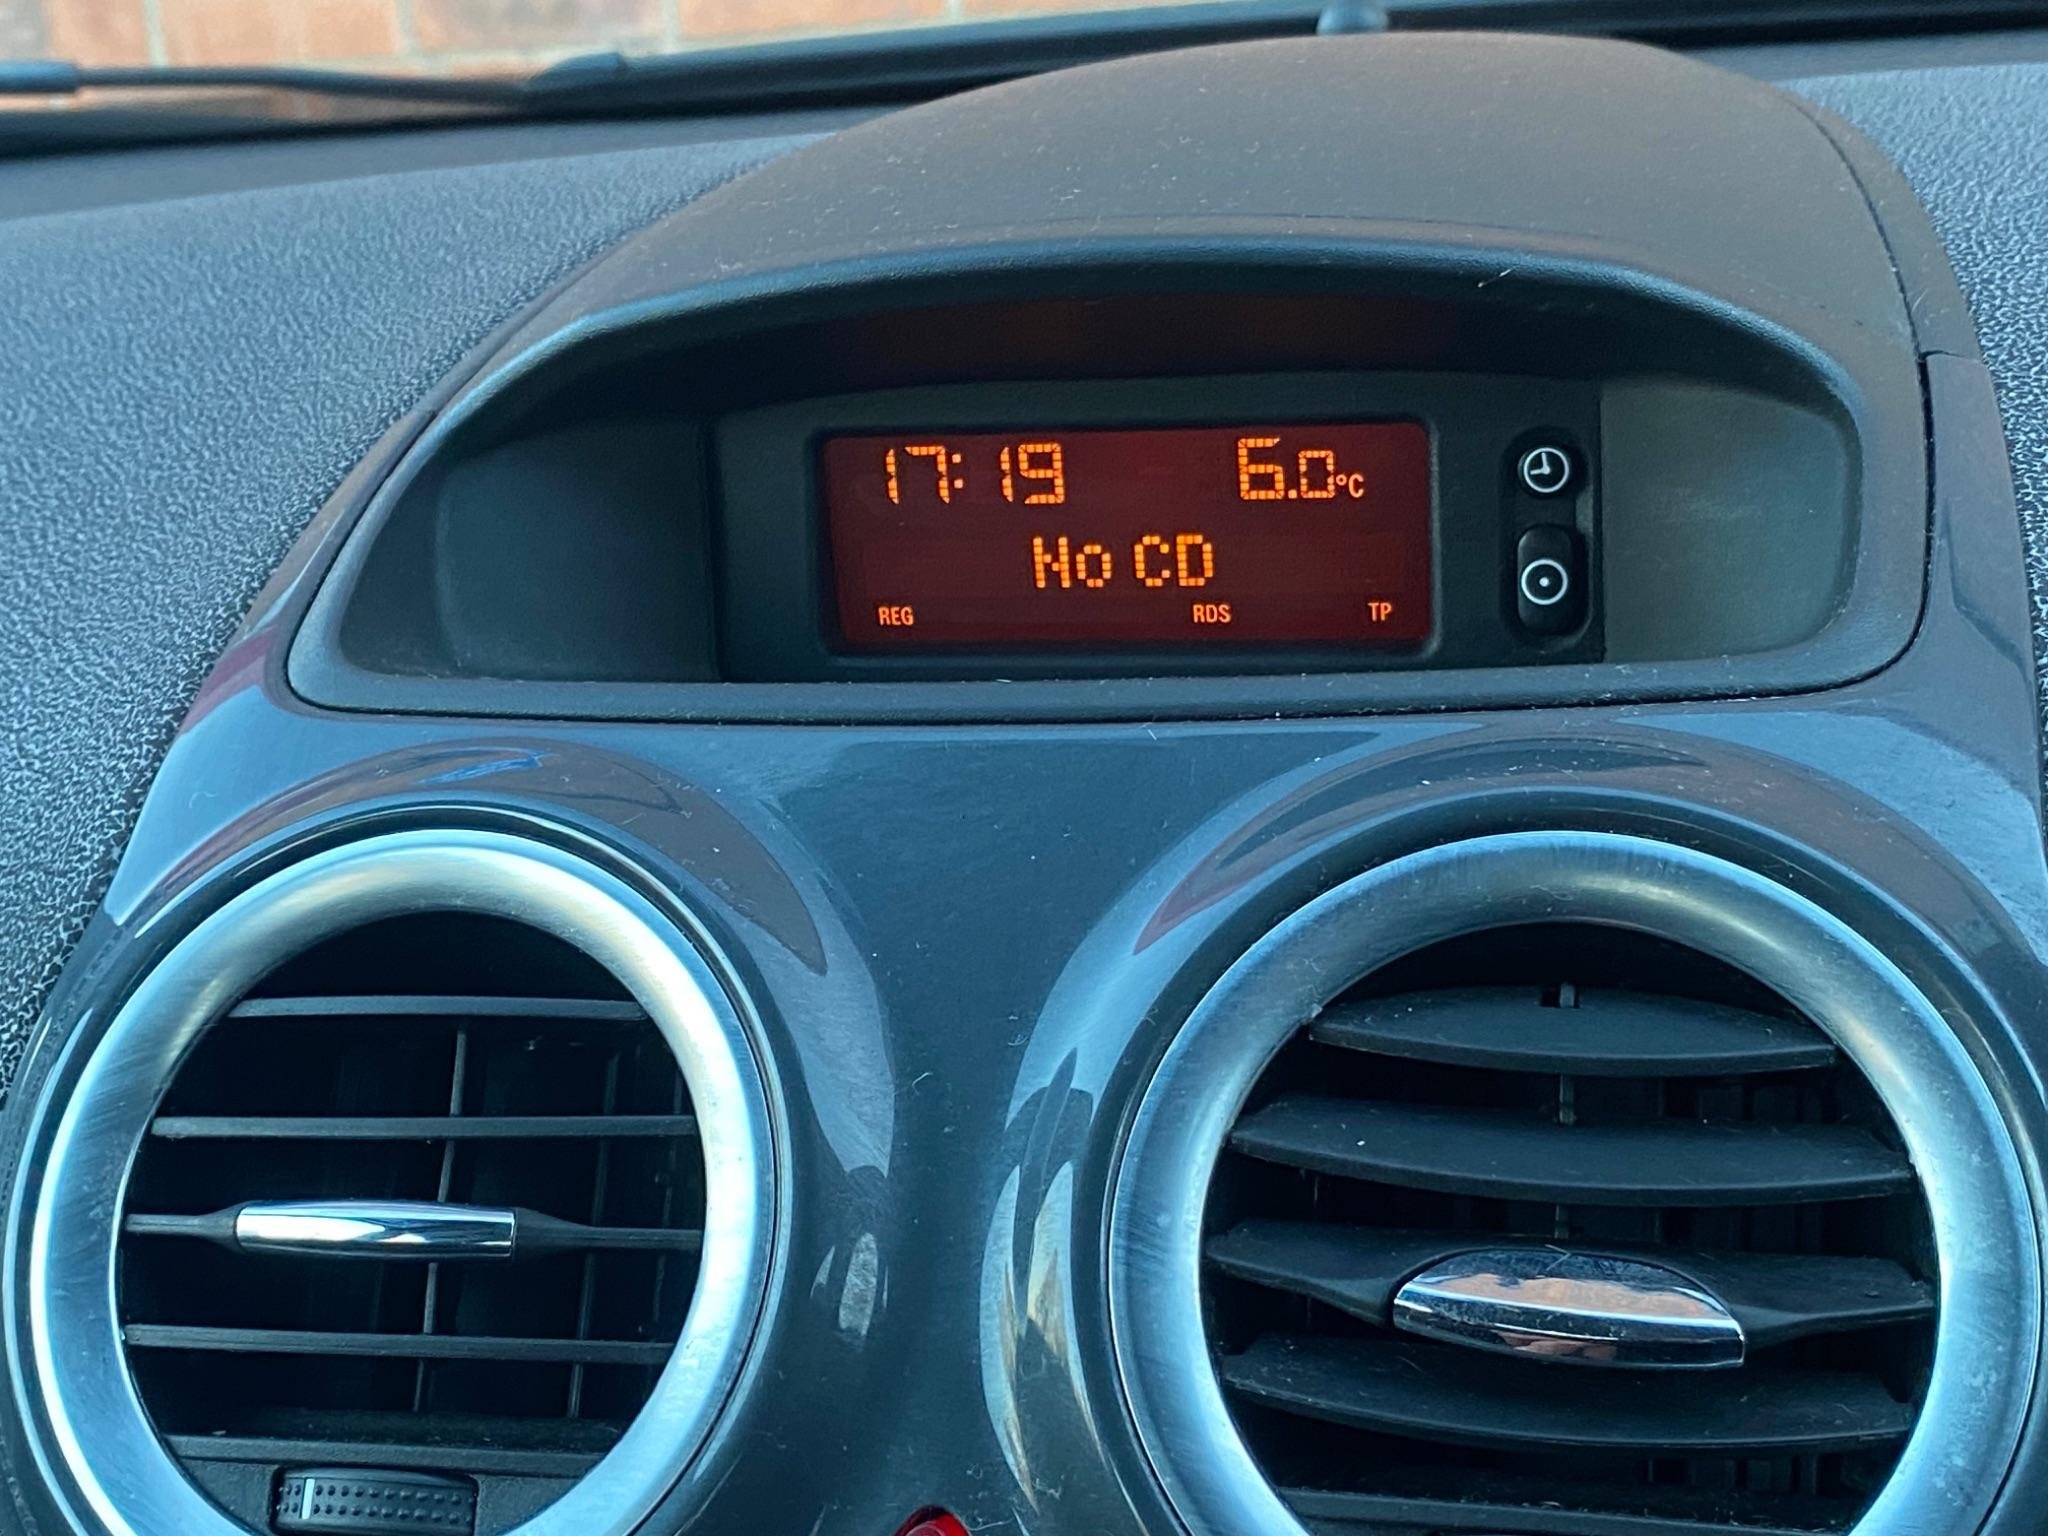 17:19 6.0°C
No CD
REG RDS TP